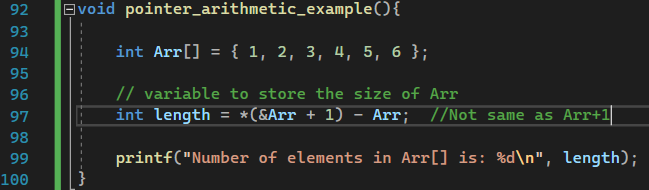 92 void pointer_arithmetic_example(){
93
94 int Arr[] = { 1, 2, 3, 4, 5, 6 };
95
96 // variable to store the size of Arr
97 int length = *(&Arr + 1) - Arr;  //Not same as Arr+1
98
99 printf("Number of elements in Arr[] is: %d\n", length);
100 }